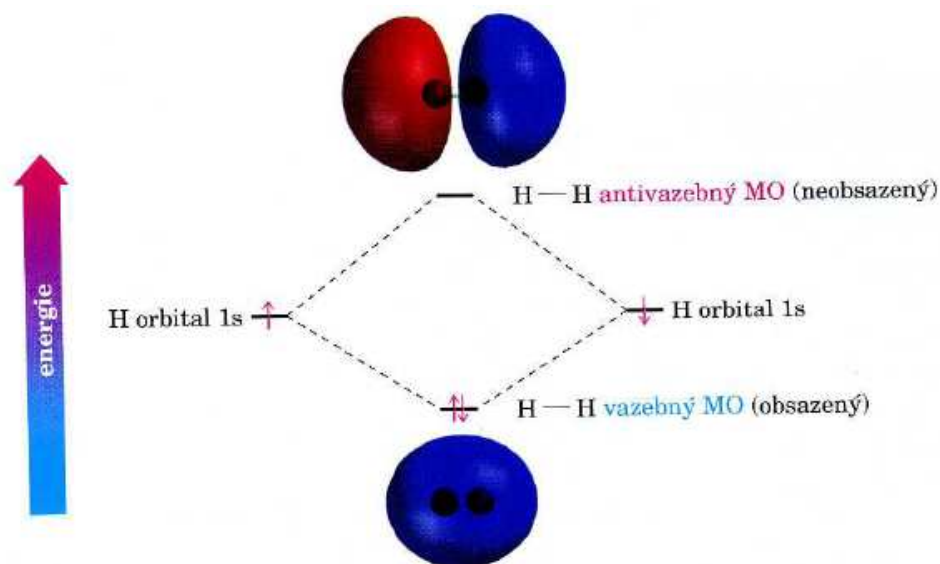 H — H antivazebný MO (neobsazený)
energie
H orbital 1s
H orbital 1s
H — H vazebný MO (obsazený)